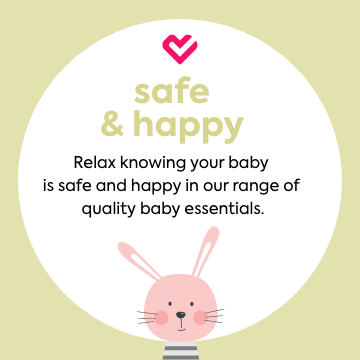 safe
& happy
Relax knowing your baby
is safe and happy in our range of
quality baby essentials.